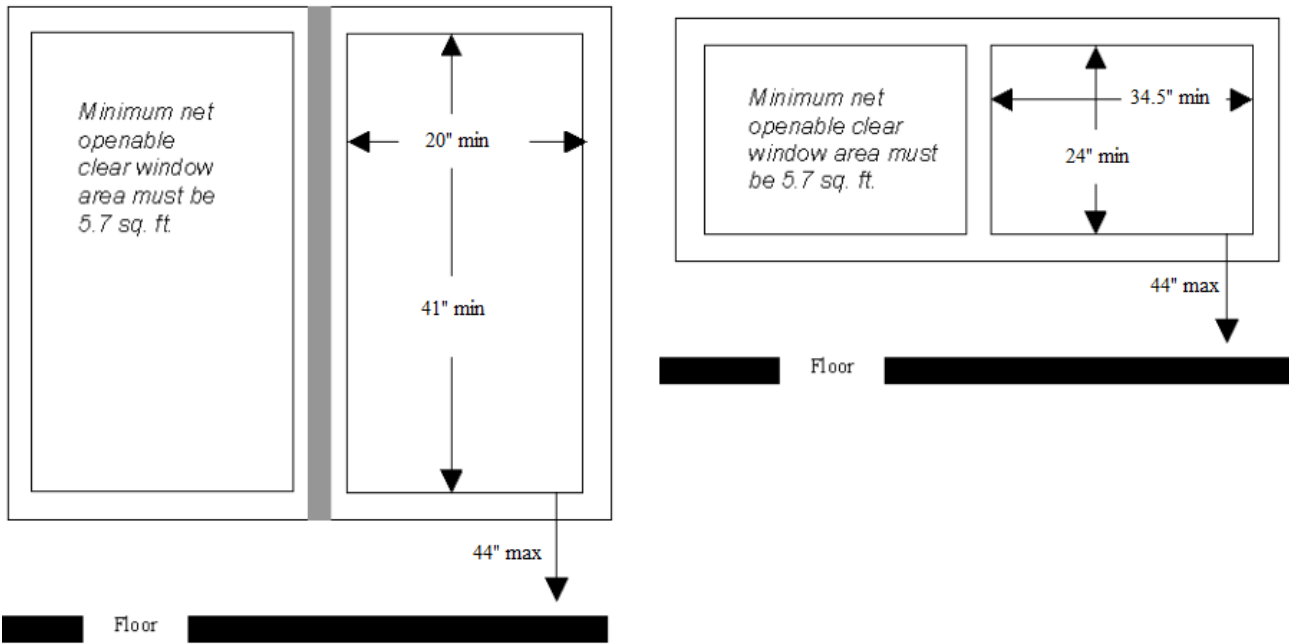 Minimum net
openable
clear window
area must be
5.7 sq. ft.
20" min
41" min
44" max
Floor
Minimum net
openable clear
window area must
be 5.7 sq. ft.
34.5" min
24" min
44" max
Floor